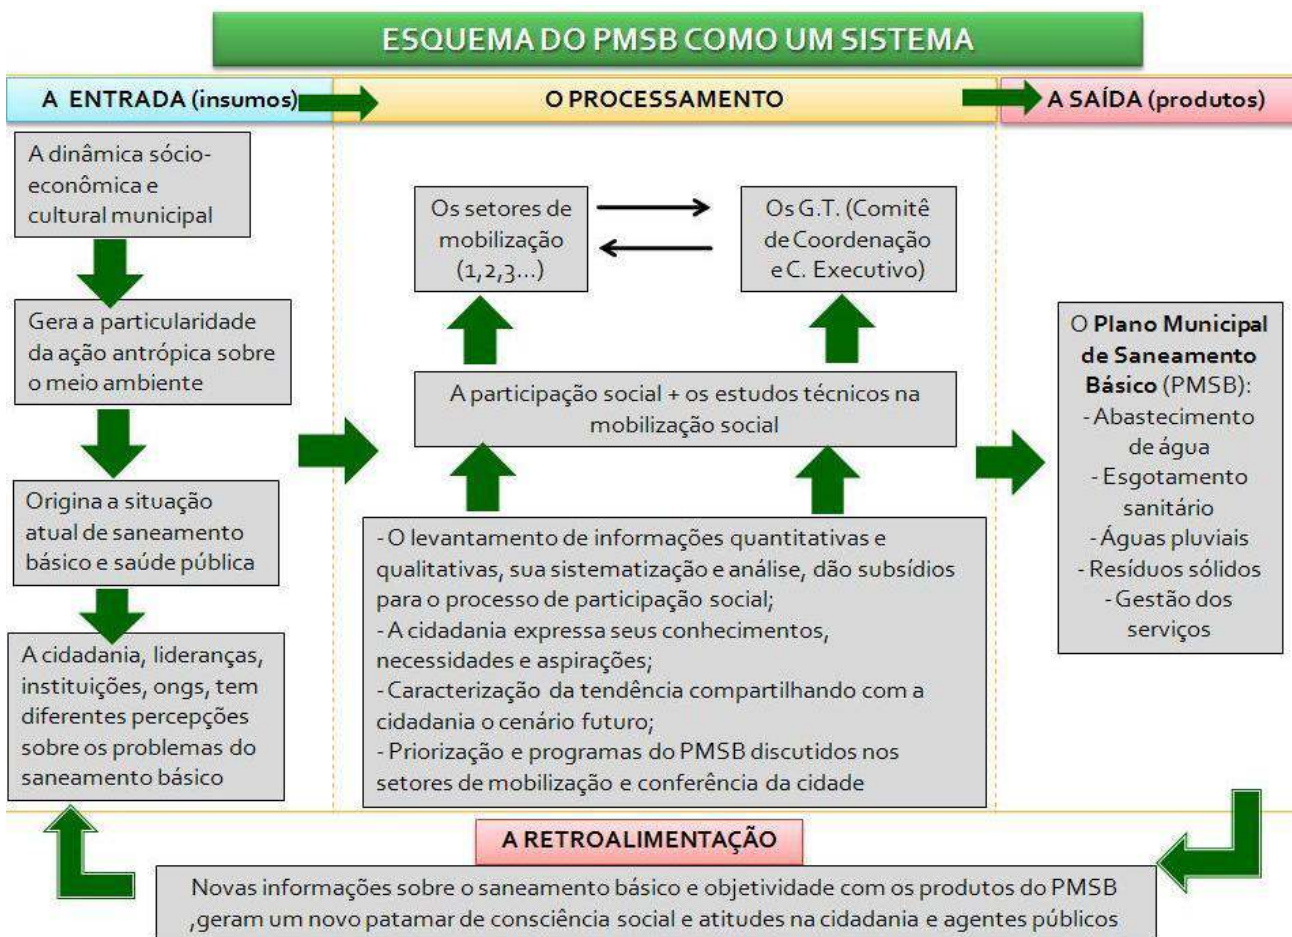 ESQUEMA DO PMSB COMO UM SISTEMA
A ENTRADA (insumos)
O PROCESSAMENTO
A SAÍDA (produtos)
A dinâmica sócio-
econômica e
cultural municipal
Gera a particularidade
da ação antrópica sobre
o meio ambiente
Origina a situação
atual de saneamento
básico e saúde pública
A cidadania, lideranças,
instituições, ongs, tem
diferentes percepções
sobre os problemas do
saneamento básico
Os setores de
mobilização
(1,2,3...)
Os G.T. (Comitê
de Coordenação
e C. Executivo)
A participação social + os estudos técnicos na
mobilização social
- O levantamento de informações quantitativas e
qualitativas, sua sistematização e análise, dão subsídios
para o processo de participação social;
- A cidadania expressa seus conhecimentos,
necessidades e aspirações;
- Caracterização da tendência compartilhando com a
cidadania o cenário futuro;
- Priorização e programas do PMSB discutidos nos
setores de mobilização e conferência da cidade
O Plano Municipal
de Saneamento
Básico (PMSB):
- Abastecimento
de água
- Esgotamento
sanitário
- Águas pluviais
- Resíduos sólidos
- Gestão dos
serviços
A RETROALIMENTAÇÃO
Novas informações sobre o saneamento básico e objetividade com os produtos do PMSB
,geram um novo patamar de consciência social e atitudes na cidadania e agentes públicos